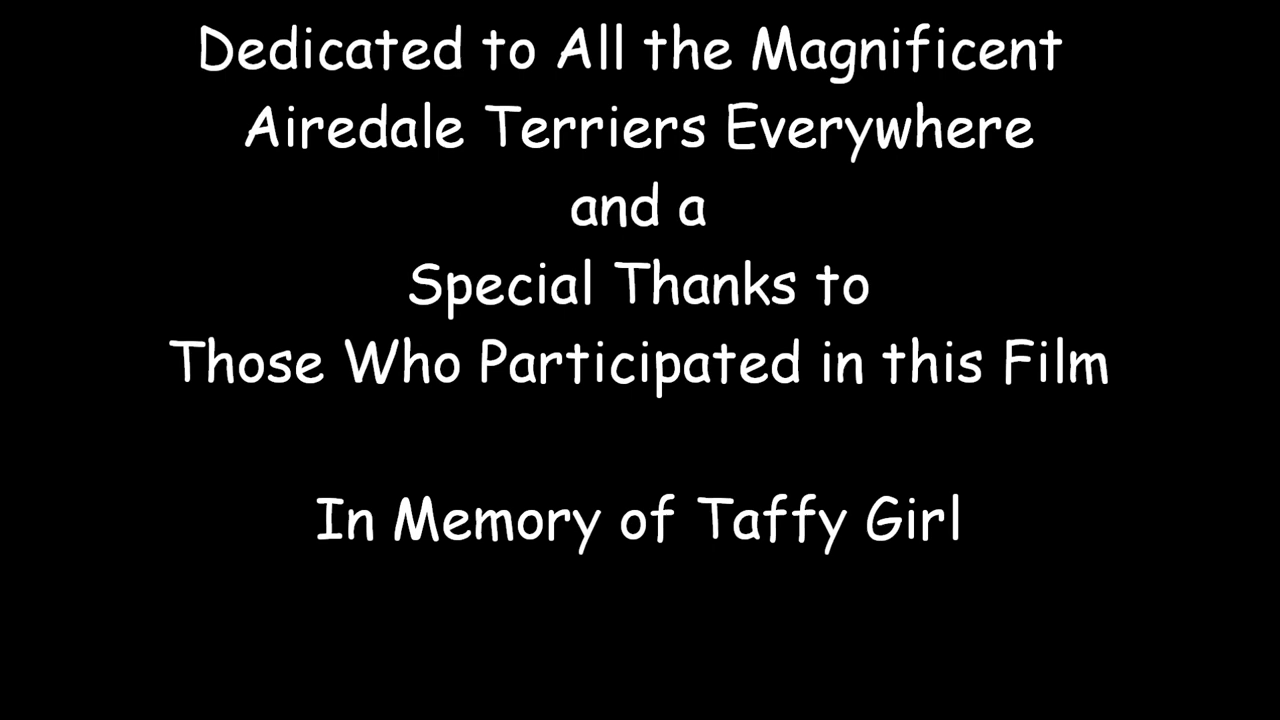 Dedicated to All the Magnificent
Airedale Terriers Everywhere
and a
Special Thanks to
Those Who Participated in this Film
In Memory of Taffy Girl